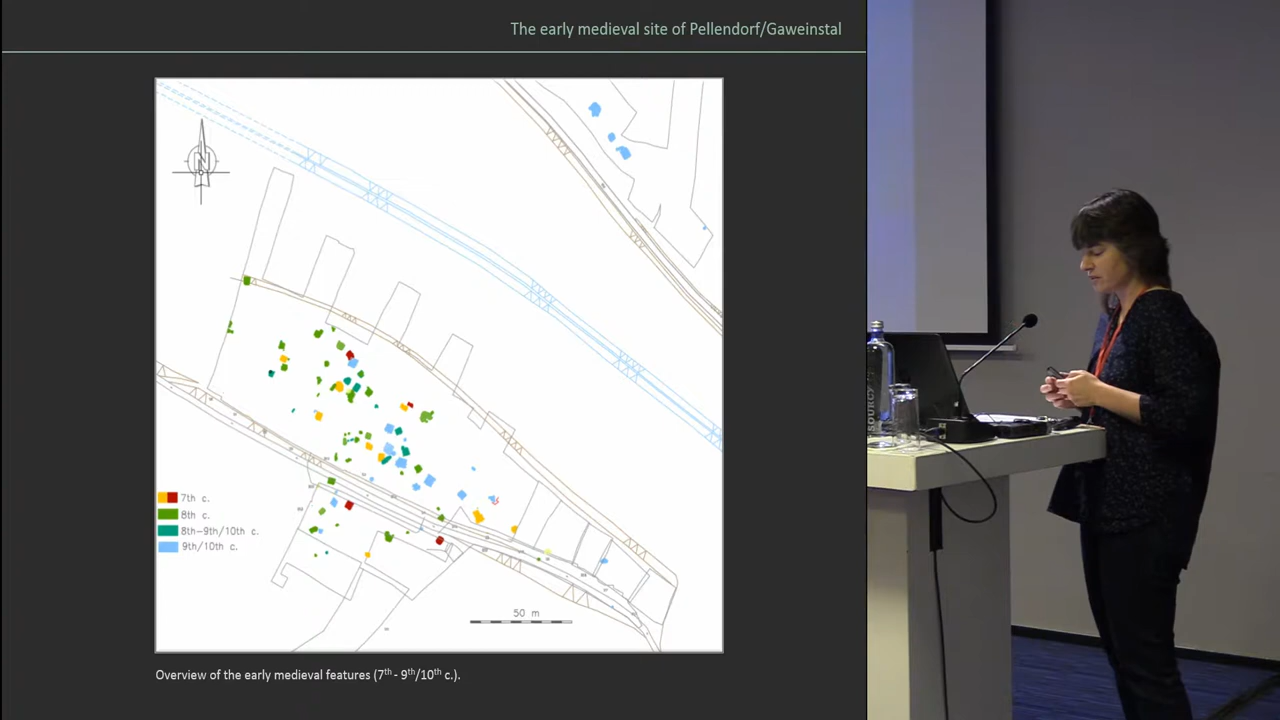 The early medieval site of Pellendorf/Gaweinstal
N
7th c.
8th c.
8th-9th/10th c.
9th/10th c.
50 m
Overview of the early medieval features (7th - 9th/10th c.).
SOURCY